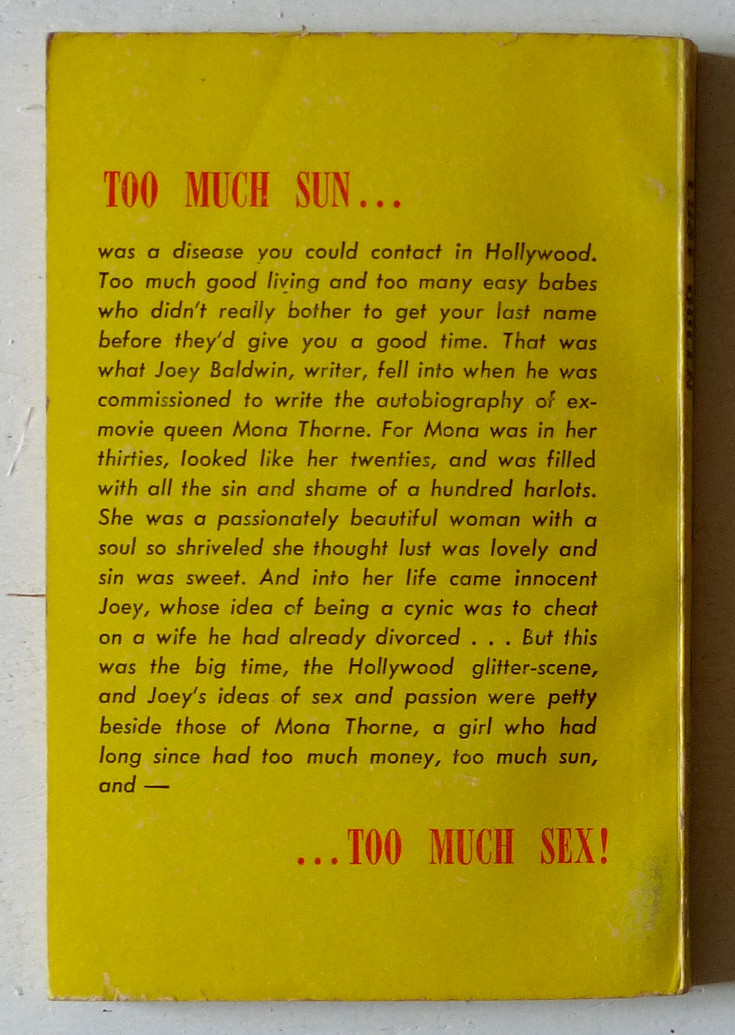 TOO MUCH SUN...
was a disease you could contact in Hollywood.
Too much good living and too many easy babes
who didn't really bother to get your last name
before they'd give you a good time. That was
what Joey Baldwin, writer, fell into when he was
commissioned to write the autobiography of ex-
movie queen Mona Thorne. For Mona was in her
thirties, looked like her twenties, and was filled
with all the sin and shame of a hundred harlots.
She was a passionately beautiful woman with a
soul so shriveled she thought lust was lovely and
sin was sweet. And into her life came innocent
Joey, whose idea of being a cynic was to cheat
on a wife he had already divorced . . . But this
was the big time, the Hollywood glitter-scene,
and Joey's ideas of sex and passion were petty
beside those of Mona Thorne, a girl who had
long since had too much money, too much sun,
and —
...TOO MUCH SEX!